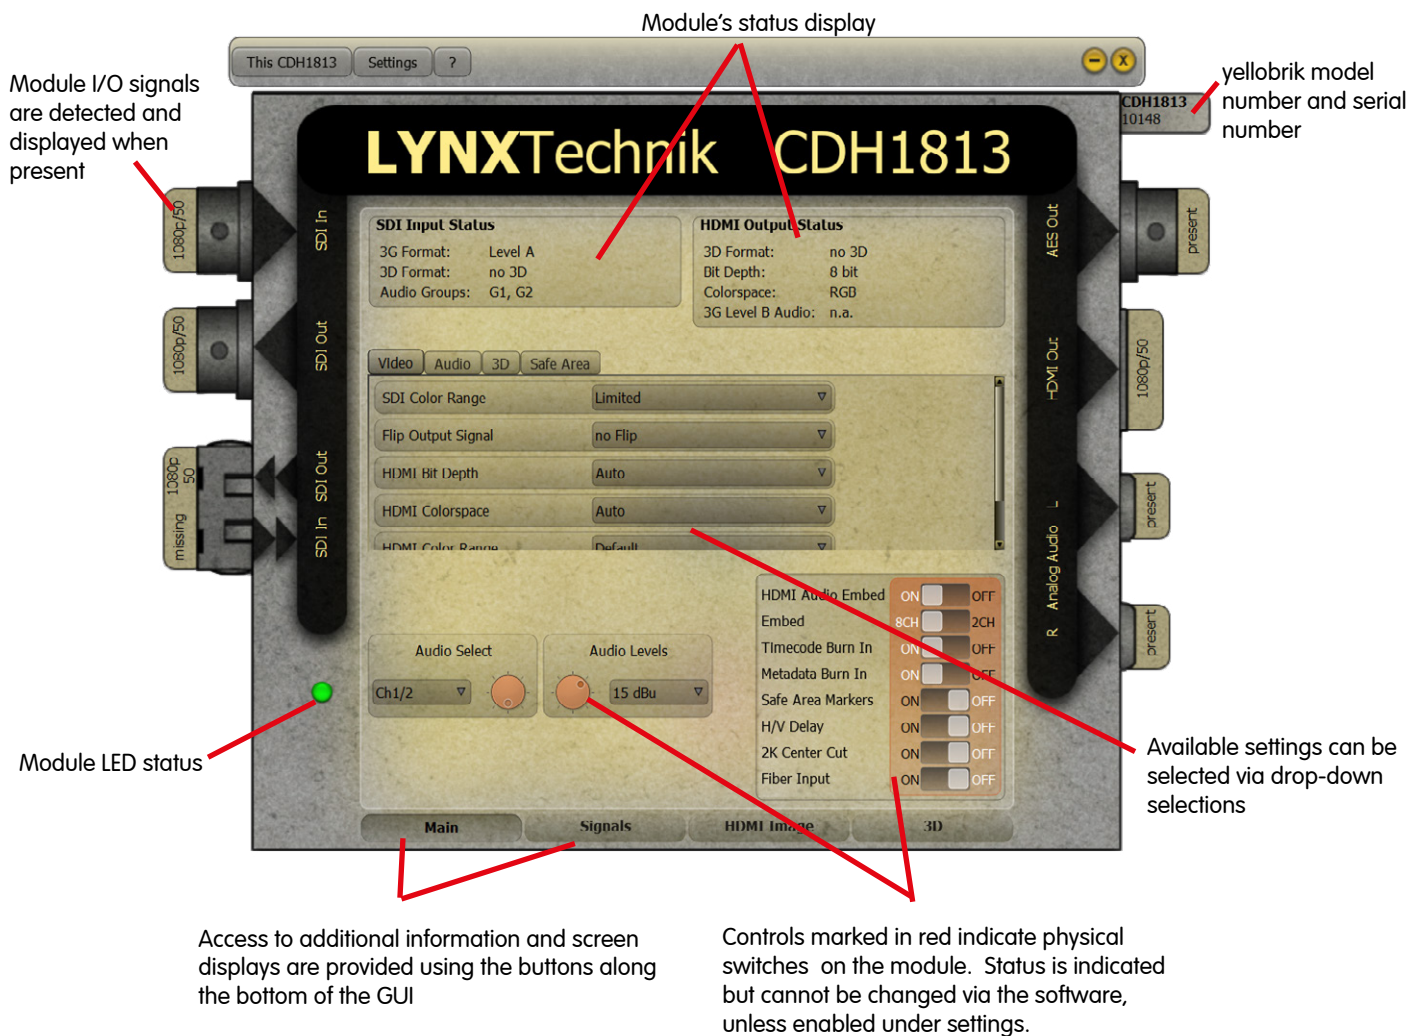 Module's status display
This CDH1813
Settings
?
Module I/O signals
are detected and
displayed when
present
yellobrik model
number and serial
number
CDH1813
10148
LYNXTechnik CDH1813
1080p/50
SDI In
SDI Input Status
3G Format: Level A
3D Format: no 3D
Audio Groups: G1, G2
HDMI Output Status
3D Format: no 3D
Bit Depth: 8 bit
Colorspace: RGB
3G Level B Audio: n.a.
AES Out
present
1080p/50
SDI Out
HDMI Out
1080p/50
Video
Audio
3D
Safe Area
SDI Color Range Limited
Flip Output Signal no Flip
HDMI Bit Depth Auto
HDMI Colorspace Auto
HDMI Color Range Default
1080p
50
missing
SDI In SDI Out
R Analog Audio L
present
present
HDMI Audio Embed ON OFF
Embed 8CH 2CH
Timecode Burn In ON OFF
Metadata Burn In ON OFF
Safe Area Markers ON OFF
H/V Delay ON OFF
2K Center Cut ON OFF
Fiber Input ON OFF
Audio Select
Ch1/2
Audio Levels
15 dBu
Module LED status
Available settings can be
selected via drop-down
selections
Main
Signals
HDMI Image
3D
Access to additional information and screen
displays are provided using the buttons along
the bottom of the GUI
Controls marked in red indicate physical
switches on the module. Status is indicated
but cannot be changed via the software,
unless enabled under settings.